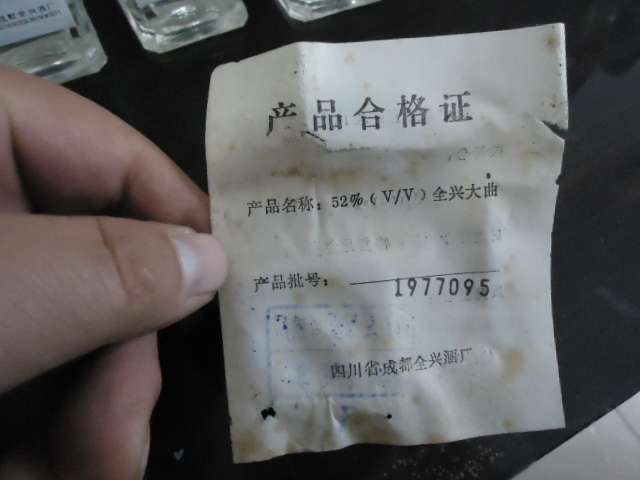 产品合格证
产品名称：52%（V/V）全兴大曲
产品批号：1977095
四川省成都全兴酒厂